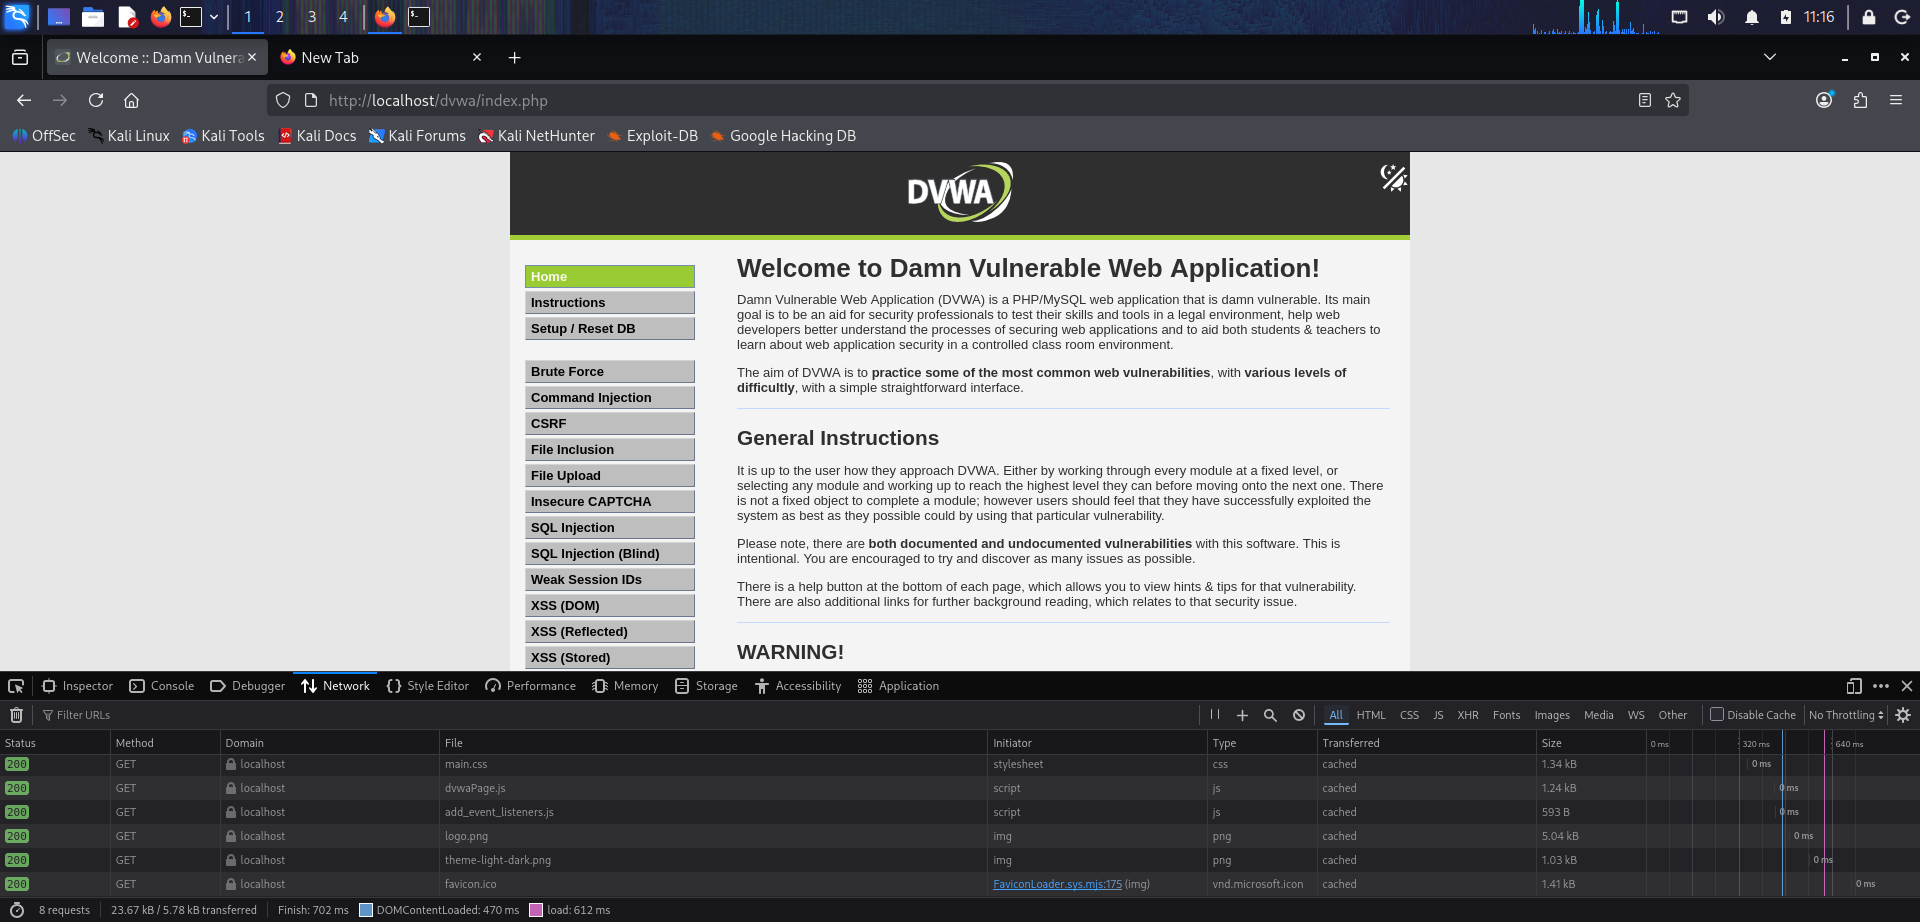 1 2 3 4 11:16
Welcome :: Damn Vulnera
New Tab
http://localhost/dvwa/index.php
OffSec Kali Linux Kali Tools Kali Docs Kali Forums Kali NetHunter Exploit-DB Google Hacking DB
DVWA
Home
Instructions
Setup / Reset DB
Brute Force
Command Injection
CSRF
File Inclusion
File Upload
Insecure CAPTCHA
SQL Injection
SQL Injection (Blind)
Weak Session IDs
XSS (DOM)
XSS (Reflected)
XSS (Stored)
Welcome to Damn Vulnerable Web Application!
Damn Vulnerable Web Application (DVWA) is a PHP/MySQL web application that is damn vulnerable. Its main
goal is to be an aid for security professionals to test their skills and tools in a legal environment, help web
developers better understand the processes of securing web applications and to aid both students & teachers to
learn about web application security in a controlled class room environment.
The aim of DVWA is to practice some of the most common web vulnerabilities, with various levels of
difficultly, with a simple straightforward interface.
General Instructions
It is up to the user how they approach DVWA. Either by working through every module at a fixed level, or
selecting any module and working up to reach the highest level they can before moving onto the next one. There
is not a fixed object to complete a module; however users should feel that they have successfully exploited the
system as best as they possible could by using that particular vulnerability.
Please note, there are both documented and undocumented vulnerabilities with this software. This is
intentional. You are encouraged to try and discover as many issues as possible.
There is a help button at the bottom of each page, which allows you to view hints & tips for that vulnerability.
There are also additional links for further background reading, which relates to that security issue.
WARNING!
Inspector Console Debugger Network Style Editor Performance Memory Storage Accessibility Application
Filter URLs All HTML CSS JS XHR Fonts Images Media WS Other Disable Cache No Throttling
Status Method Domain File Initiator Type Transferred Size 0 ms 320 ms 640 ms
200 GET localhost main.css stylesheet css cached 1.34 kB 0 ms
200 GET localhost dvwaPage.js script js cached 1.24 kB 0 ms
200 GET localhost add_event_listeners.js script js cached 593 B 0 ms
200 GET localhost logo.png img png cached 5.04 kB 0 ms
200 GET localhost theme-light-dark.png img png cached 1.03 kB 0 ms
200 GET localhost favicon.ico FaviconLoader.sys.mjs:175 (img) vnd.microsoft.icon cached 1.41 kB 0 ms
8 requests 23.67 kB / 5.78 kB transferred Finish: 702 ms DOMContentLoaded: 470 ms load: 612 ms